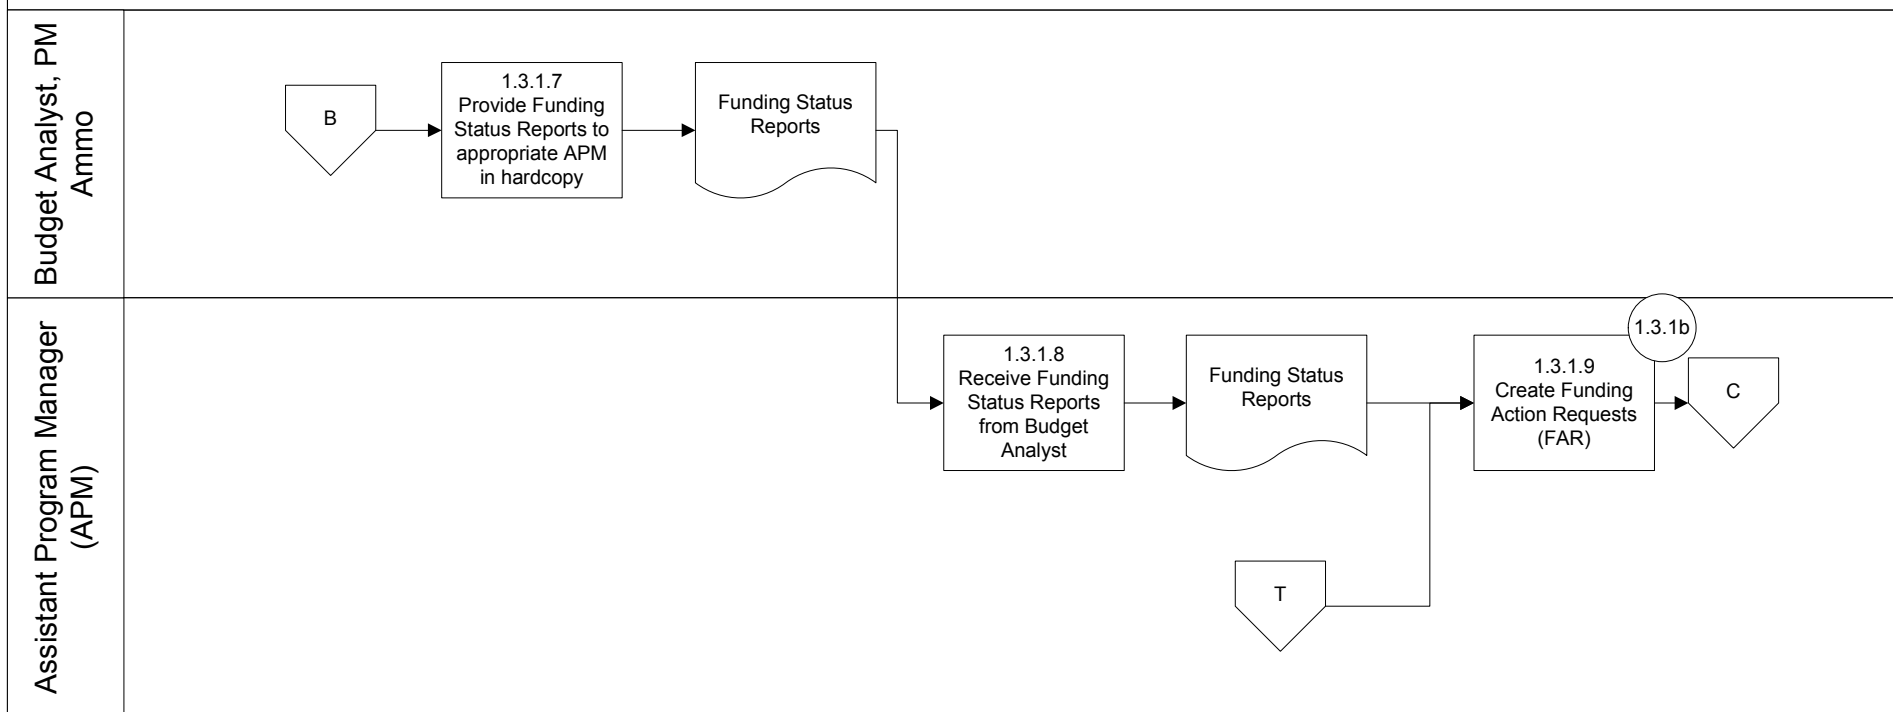 Budget Analyst, PM
Ammo
B
1.3.1.7
Provide Funding
Status Reports to
appropriate APM
in hardcopy
Funding Status
Reports
Assistant Program Manager
(APM)
1.3.1.8
Receive Funding
Status Reports
from Budget
Analyst
Funding Status
Reports
1.3.1b
1.3.1.9
Create Funding
Action Requests
(FAR)
C
T